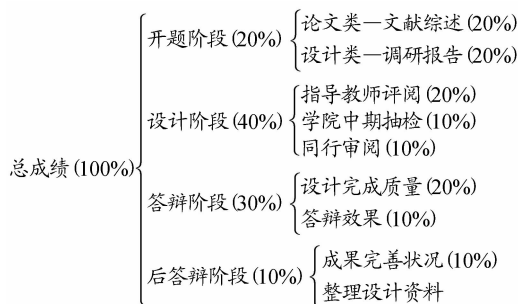 总成绩(100%)
开题阶段(20%)
论文类—文献综述(20%)
设计类—调研报告(20%)
设计阶段(40%)
指导教师评阅(20%)
学院中期抽检(10%)
同行审阅(10%)
答辩阶段(30%)
设计完成质量(20%)
答辩效果(10%)
后答辩阶段(10%)
成果完善状况(10%)
整理设计资料